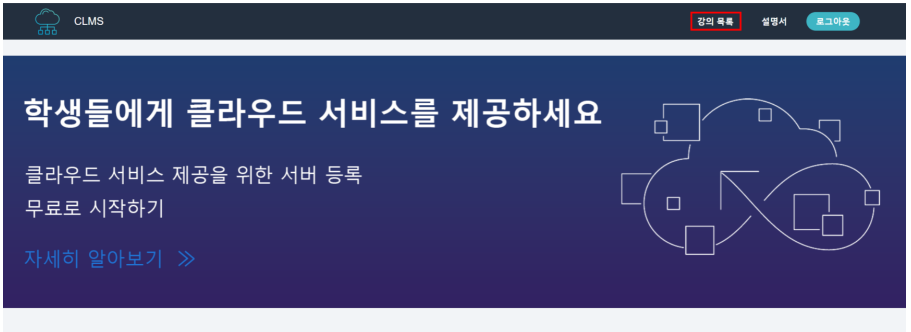 CLMS
강의 목록 설명서 로그아웃
학생들에게 클라우드 서비스를 제공하세요
클라우드 서비스 제공을 위한 서버 등록
무료로 시작하기
자세히 알아보기 ≫